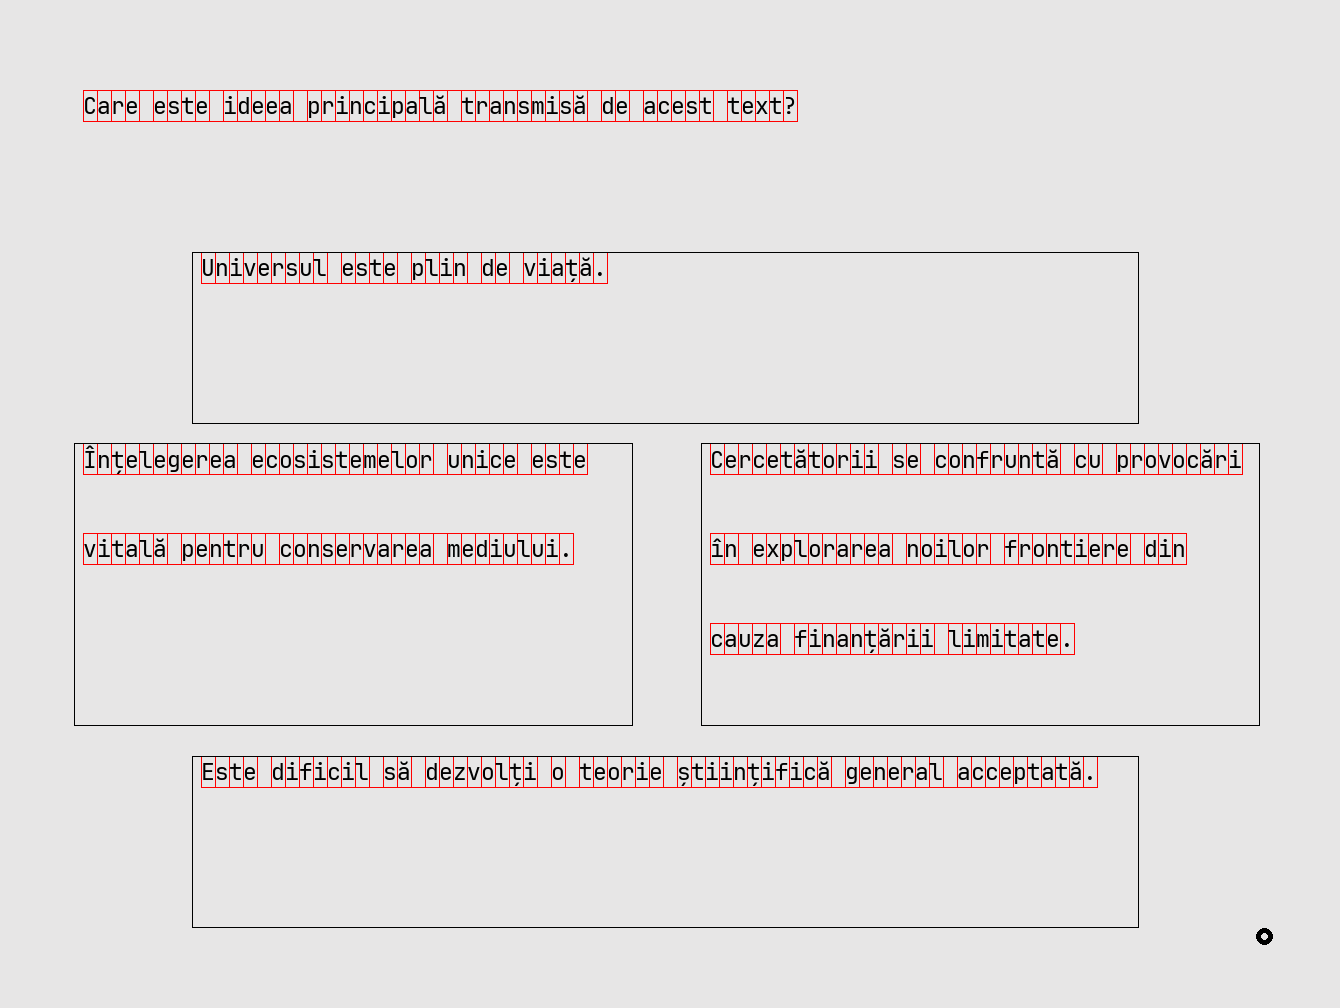 Care este ideea principală transmisă de acest text?
Universul este plin de viață.
Înțelegerea ecosistemelor unice este
vitală pentru conservarea mediului.
Cercetătorii se confruntă cu provocări
în explorarea noilor frontiere din
cauza finanțării limitate.
Este dificil să dezvolți o teorie științifică general acceptată.